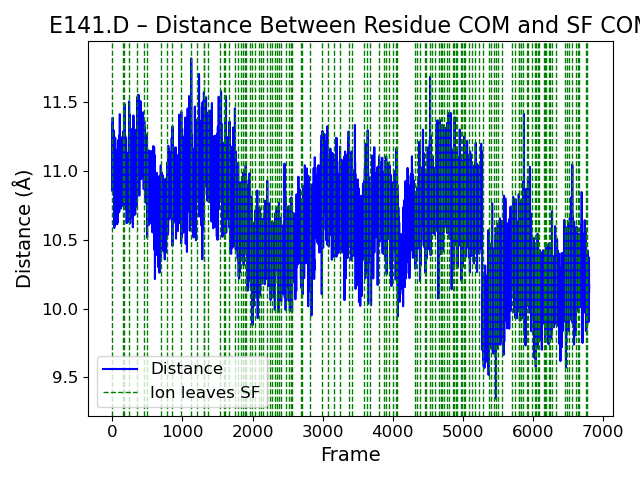 E141.D – Distance Between Residue COM and SF COM
Distance (Å)
11.5
11.0
10.5
10.0
9.5
Distance
Ion leaves SF
0 1000 2000 3000 4000 5000 6000 7000
Frame